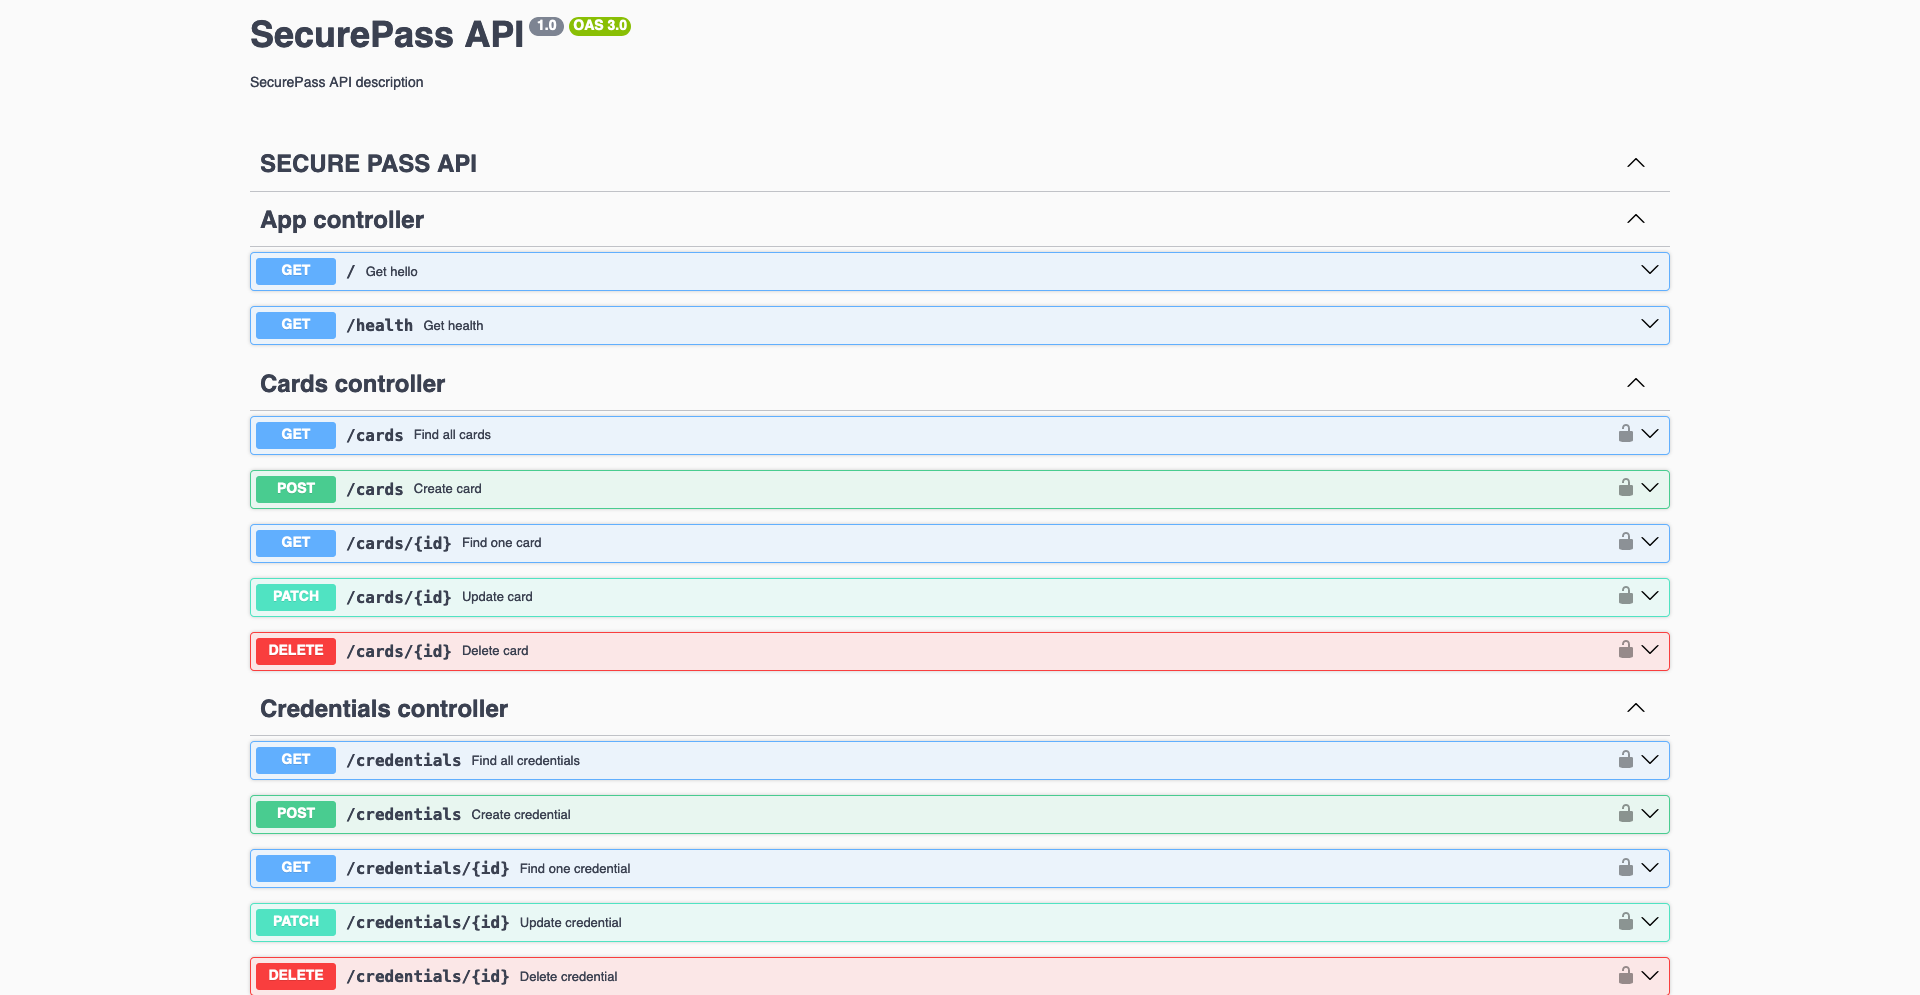 SecurePass API 1.0 OAS 3.0
SecurePass API description
SECURE PASS API
App controller
GET / Get hello
GET /health Get health
Cards controller
GET /cards Find all cards
POST /cards Create card
GET /cards/{id} Find one card
PATCH /cards/{id} Update card
DELETE /cards/{id} Delete card
Credentials controller
GET /credentials Find all credentials
POST /credentials Create credential
GET /credentials/{id} Find one credential
PATCH /credentials/{id} Update credential
DELETE /credentials/{id} Delete credential